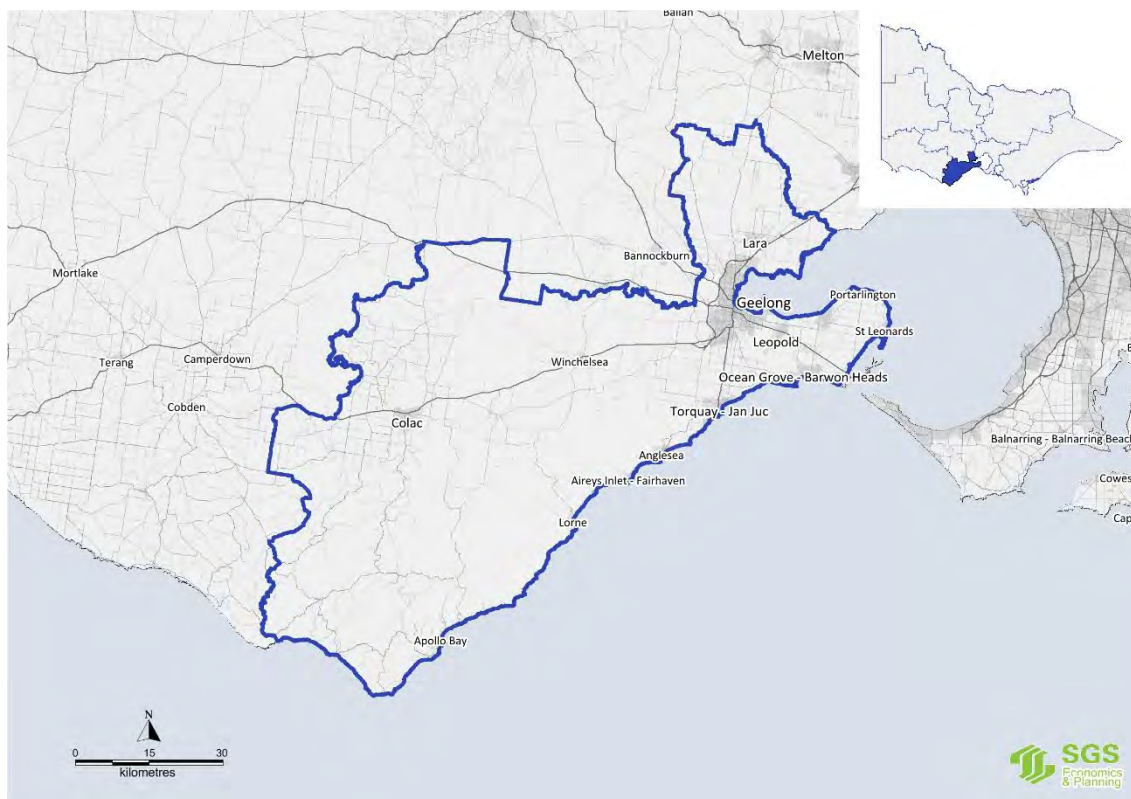 Ballan
Melton
Lara
Bannockburn
Mortlake
Geelong
Portarlington
St Leonards
Leopold
Terang
Camperdown
Winchelsea
Ocean Grove - Barwon Heads
Cobden
Colac
Torquay - Jan Juc
Balnarring - Balnarring Beach
Anglesea
Aireys Inlet - Fairhaven
Cowes
Lorne
Cap
Apollo Bay
N
0 15 30
kilometres
SGS
Economics
& Planning